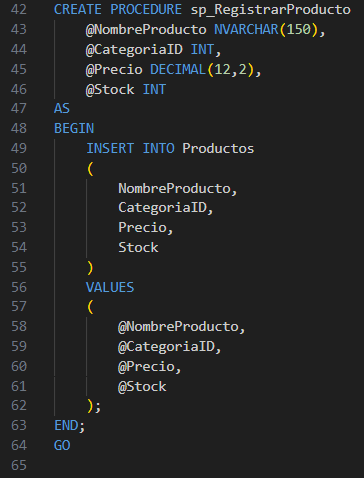 42 CREATE PROCEDURE sp_RegistrarProducto
43     @NombreProducto NVARCHAR(150),
44     @CategoriaID INT,
45     @Precio DECIMAL(12,2),
46     @Stock INT
47 AS
48 BEGIN
49     INSERT INTO Productos
50     (
51         NombreProducto,
52         CategoriaID,
53         Precio,
54         Stock
55     )
56     VALUES
57     (
58         @NombreProducto,
59         @CategoriaID,
60         @Precio,
61         @Stock
62     );
63 END;
64 GO
65